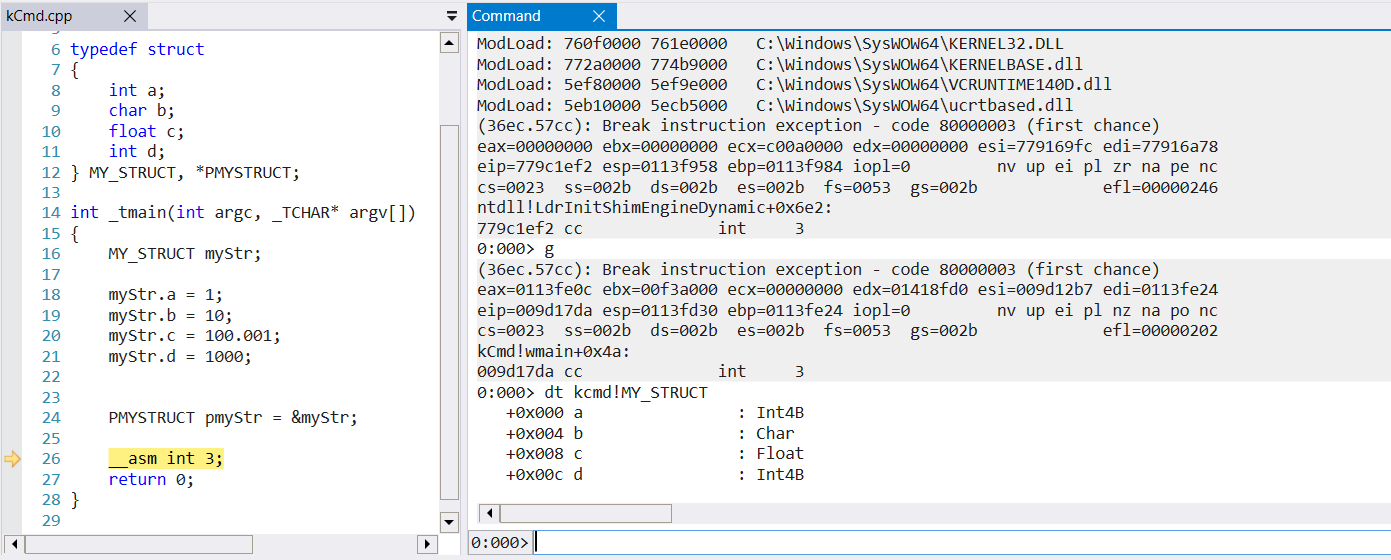 kCmd.cpp
6 typedef struct
7 {
8 int a;
9 char b;
10 float c;
11 int d;
12 } MY_STRUCT, *PMYSTRUCT;
13
14 int _tmain(int argc, _TCHAR* argv[])
15 {
16 MY_STRUCT myStr;
17
18 myStr.a = 1;
19 myStr.b = 10;
20 myStr.c = 100.001;
21 myStr.d = 1000;
22
23
24 PMYSTRUCT pmyStr = &myStr;
25
26 __asm int 3;
27 return 0;
28 }
29
Command
ModLoad: 760f0000 761e0000 C:\Windows\SysWOW64\KERNEL32.DLL
ModLoad: 772a0000 774b9000 C:\Windows\SysWOW64\KERNELBASE.dll
ModLoad: 5ef80000 5ef9e000 C:\Windows\SysWOW64\VCRUNTIME140D.dll
ModLoad: 5eb10000 5ecb5000 C:\Windows\SysWOW64\ucrtbased.dll
(36ec.57cc): Break instruction exception - code 80000003 (first chance)
eax=00000000 ebx=00000000 ecx=c00a0000 edx=00000000 esi=779169fc edi=77916a78
eip=779c1ef2 esp=0113f958 ebp=0113f984 iopl=0 nv up ei pl zr na pe nc
cs=0023 ss=002b ds=002b es=002b fs=0053 gs=002b efl=00000246
ntdll!LdrInitShimEngineDynamic+0x6e2:
779c1ef2 cc int 3
0:000> g
(36ec.57cc): Break instruction exception - code 80000003 (first chance)
eax=0113fe0c ebx=00f3a000 ecx=00000000 edx=01418fd0 esi=009d12b7 edi=0113fe24
eip=009d17da esp=0113fd30 ebp=0113fe24 iopl=0 nv up ei pl nz na po nc
cs=0023 ss=002b ds=002b es=002b fs=0053 gs=002b efl=00000202
kCmd!wmain+0x4a:
009d17da cc int 3
0:000> dt kcmd!MY_STRUCT
+0x000 a : Int4B
+0x004 b : Char
+0x008 c : Float
+0x00c d : Int4B
0:000>